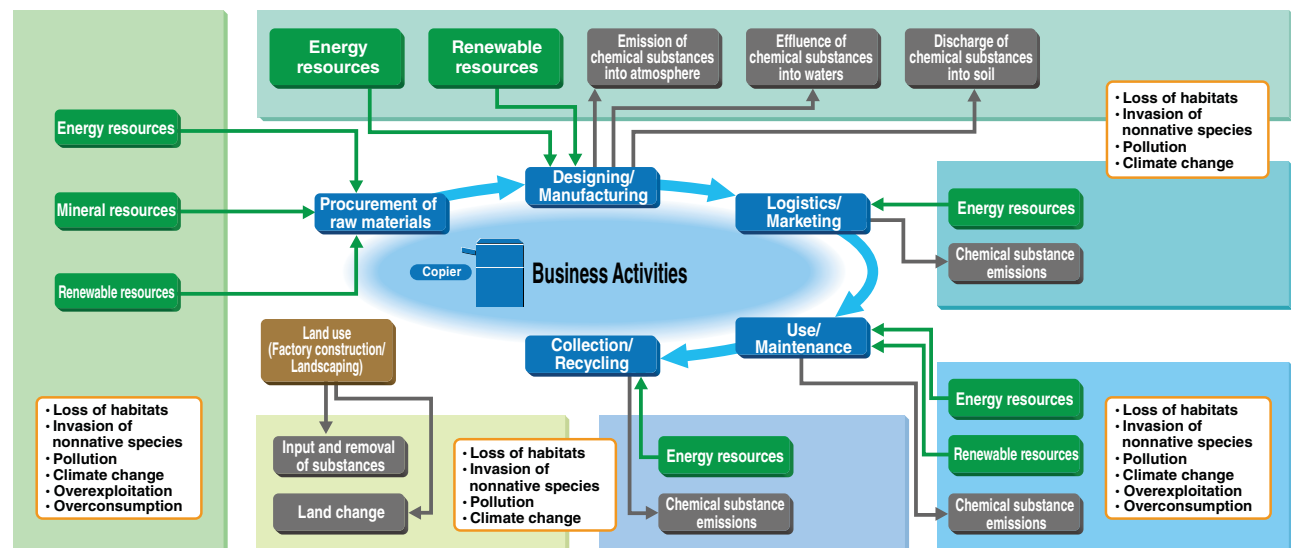 Energy
resources
Renewable
resources
Emission of
chemical substances
into atmosphere
Effluence of
chemical substances
into waters
Discharge of
chemical substances
into soil
· Loss of habitats
· Invasion of
nonnative species
· Pollution
· Climate change
Energy resources
Mineral resources
Renewable resources
Procurement of
raw materials
Designing/
Manufacturing
Logistics/
Marketing
Energy resources
Chemical substance
emissions
Copier
Business Activities
Land use
(Factory construction/
Landscaping)
Collection/
Recycling
Use/
Maintenance
· Loss of habitats
· Invasion of
nonnative species
· Pollution
· Climate change
· Overexploitation
· Overconsumption
Input and removal
of substances
Land change
· Loss of habitats
· Invasion of
nonnative species
· Pollution
· Climate change
Energy resources
Chemical substance
emissions
Energy resources
Renewable resources
Chemical substance
emissions
· Loss of habitats
· Invasion of
nonnative species
· Pollution
· Climate change
· Overexploitation
· Overconsumption